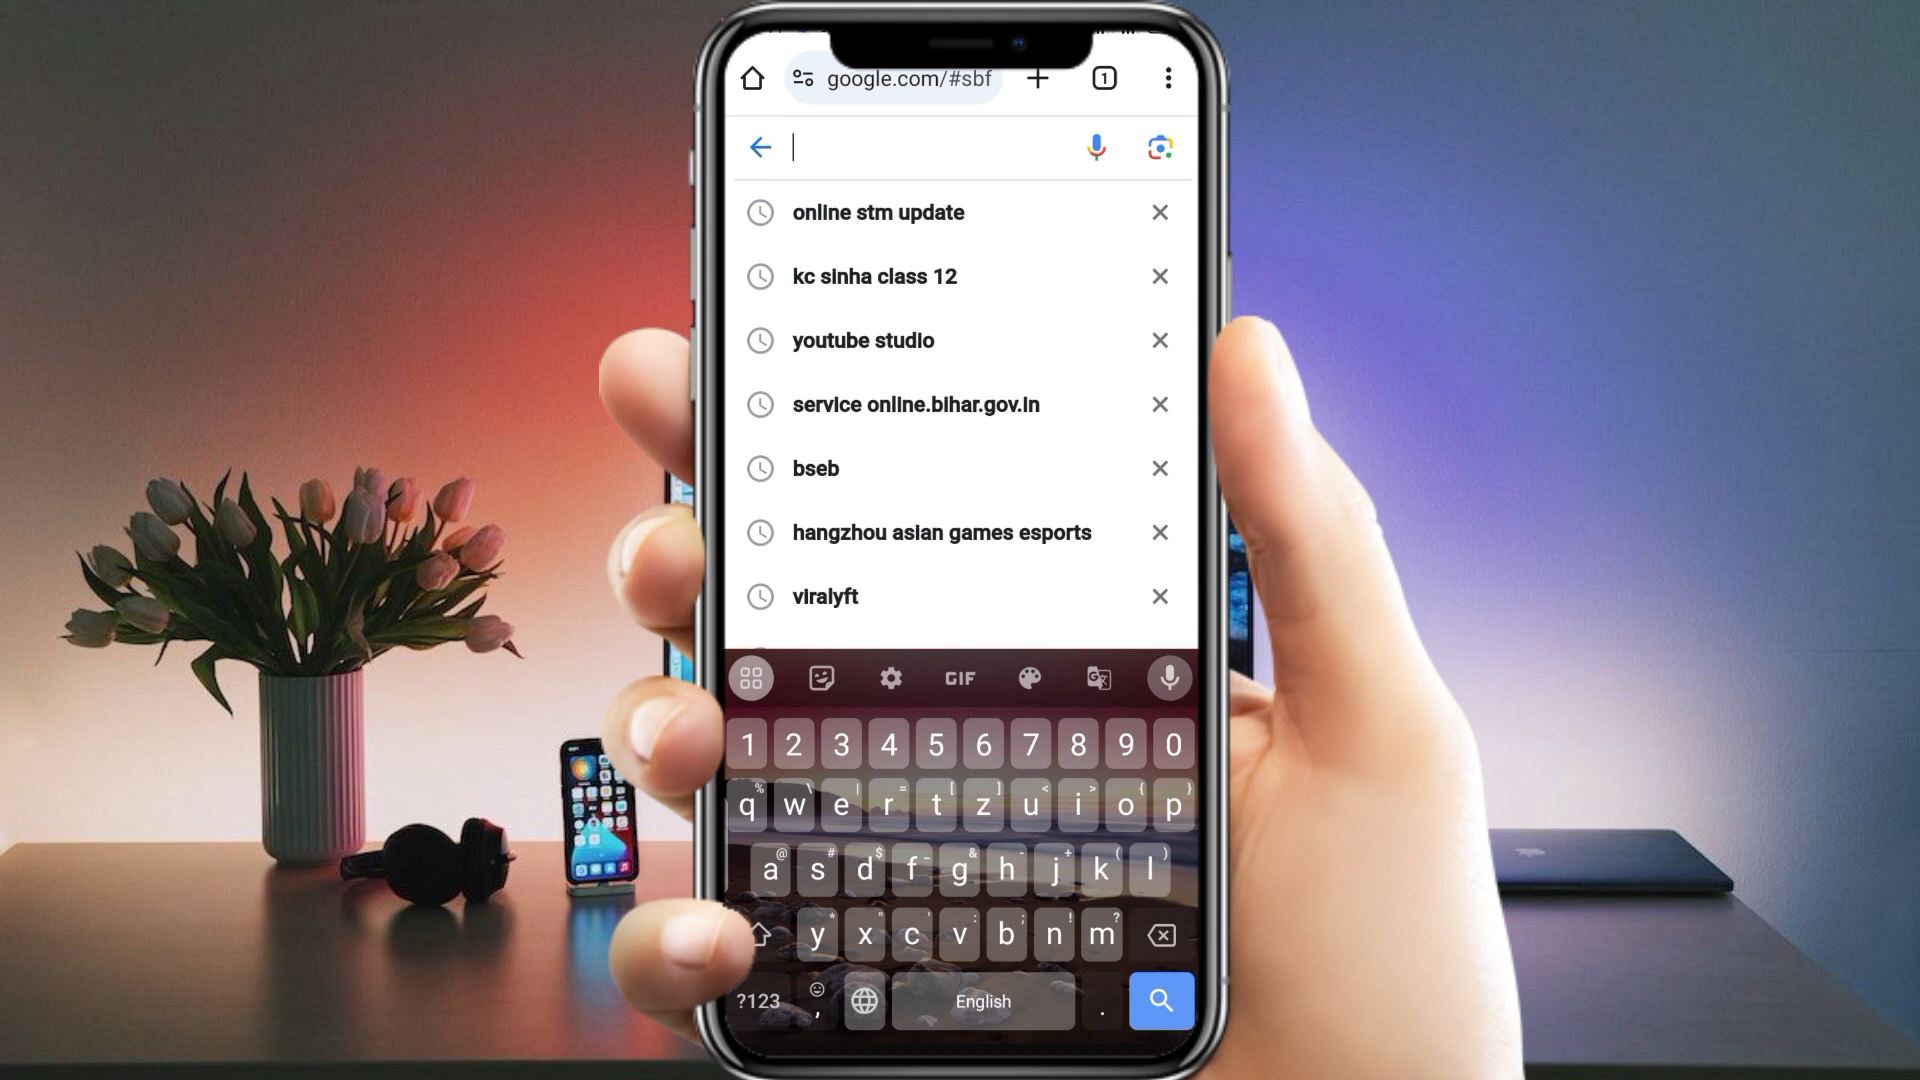 google.com/#sbf
1
online stm update
kc sinha class 12
youtube studio
service online.bihar.gov.in
bseb
hangzhou asian games esports
viralyft
GIF
1 2 3 4 5 6 7 8 9 0
% \ | = [ ] < > { }
q w e r t z u i o p
@ # $ _ & - + ( )
a s d f g h j k l
* " ' : ; ! ?
y x c v b n m
?123 , English .